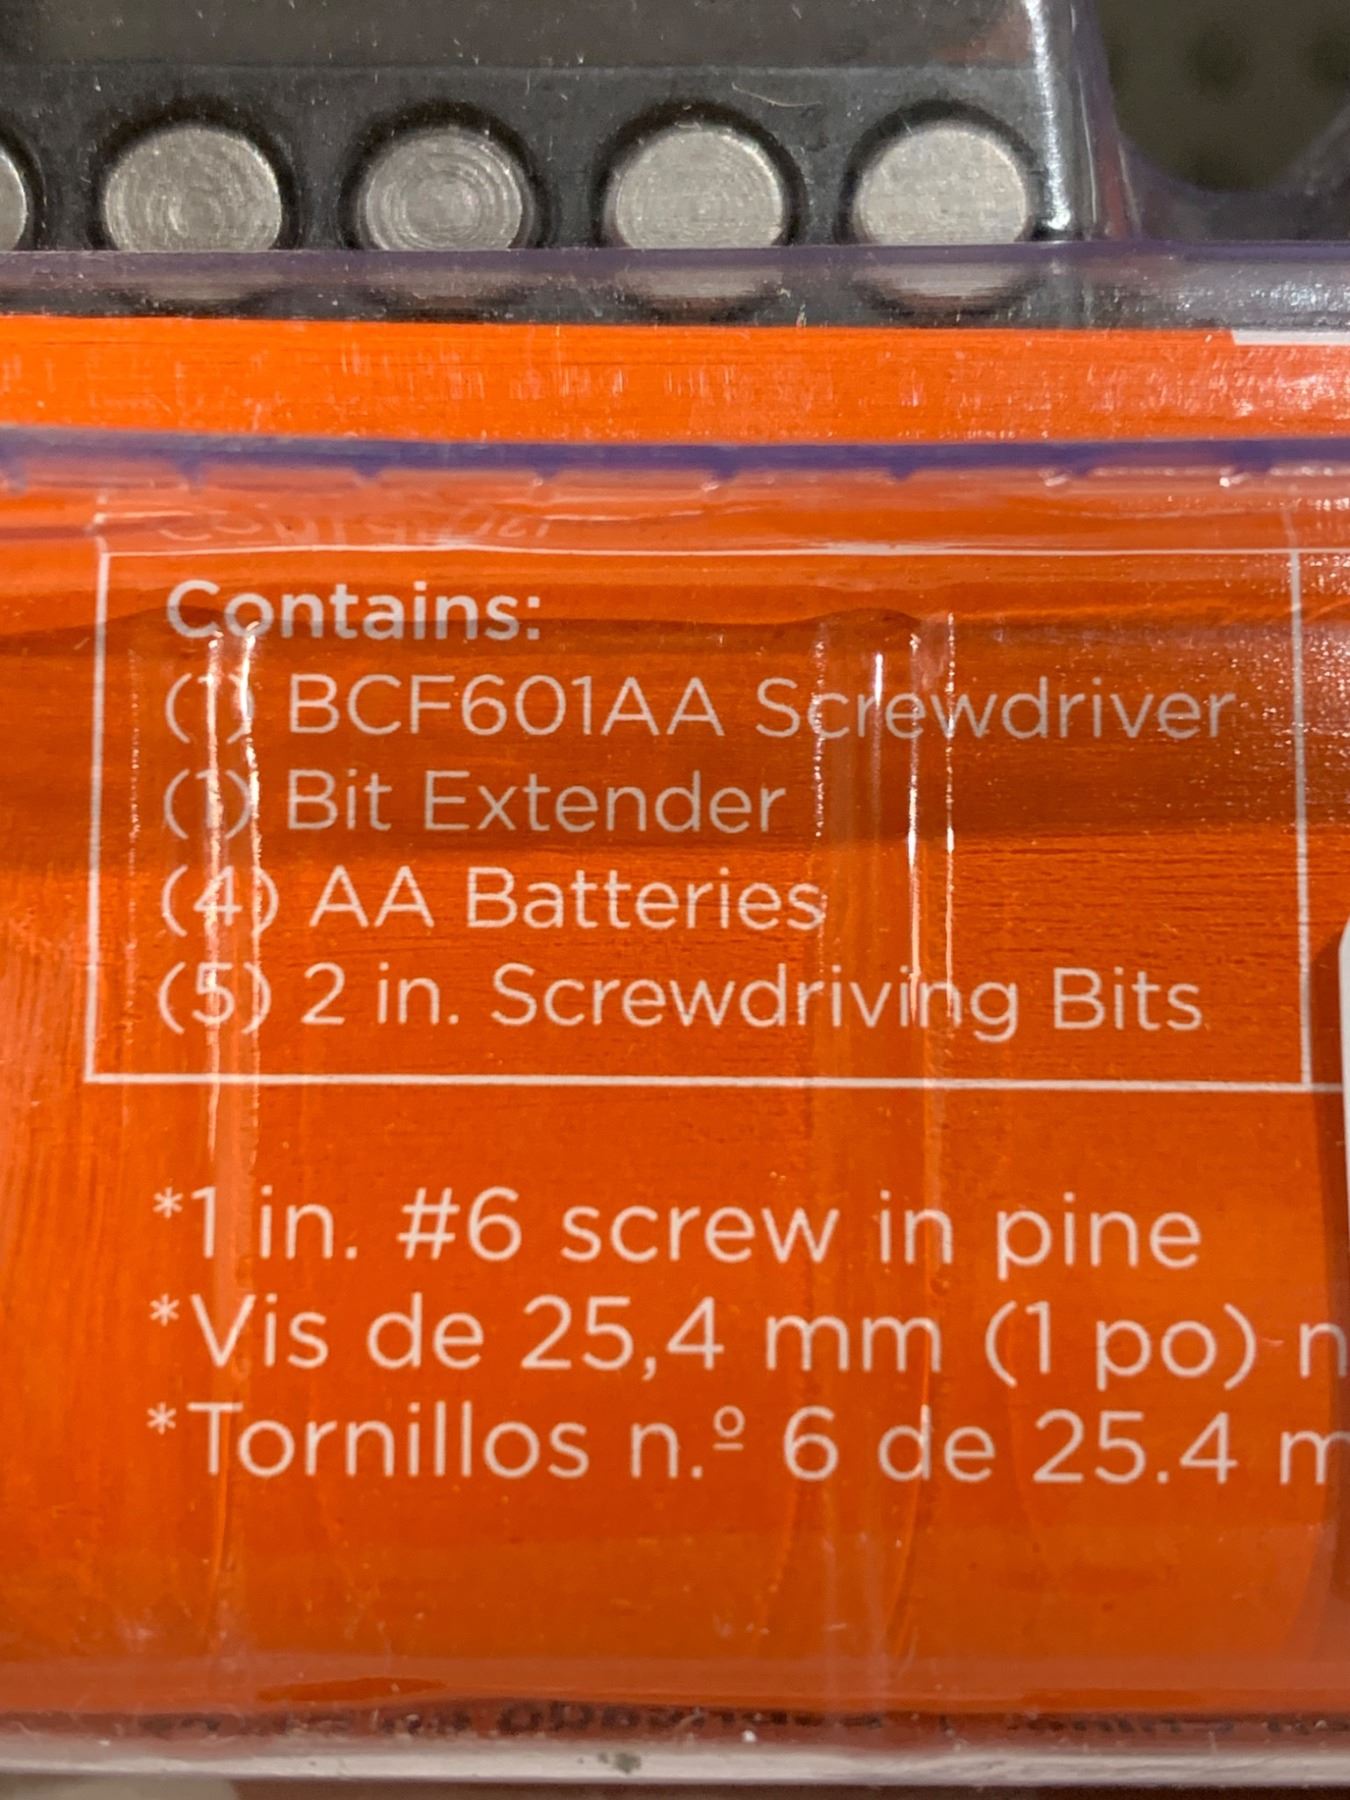 Contains:
(1) BCF601AA Screwdriver
(1) Bit Extender
(4) AA Batteries
(5) 2 in. Screwdriving Bits
*1 in. #6 screw in pine
*Vis de 25,4 mm (1 po) n
*Tornillos n.º 6 de 25.4 m